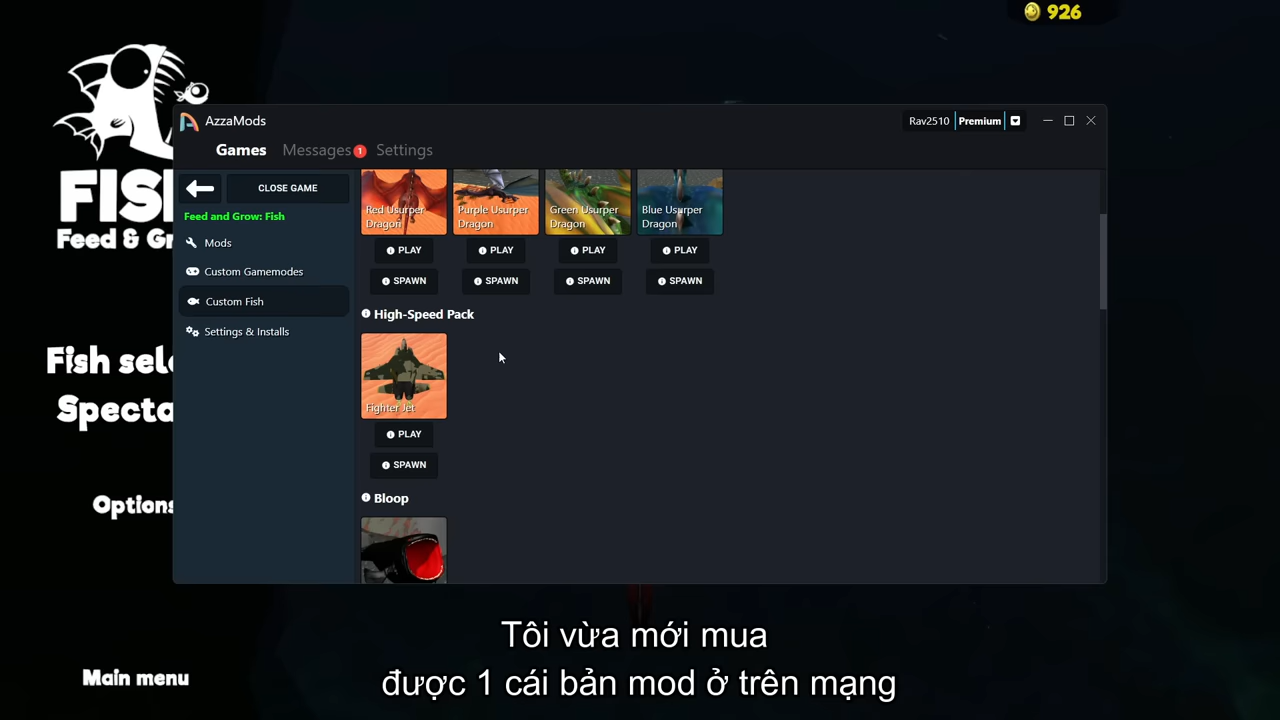 926
AzzaMods
Rav2510 Premium
Games Messages 1 Settings
CLOSE GAME
Feed and Grow: Fish
Mods
Custom Gamemodes
Custom Fish
Settings & Installs
Red Usurper Dragon
Purple Usurper Dragon
Green Usurper Dragon
Blue Usurper Dragon
PLAY PLAY PLAY PLAY
SPAWN SPAWN SPAWN SPAWN
High-Speed Pack
Fighter Jet
PLAY
SPAWN
Bloop
FIS
Feed & Gr
Fish sele
Specta
Options
Main menu
Tôi vừa mới mua
được 1 cái bản mod ở trên mạng